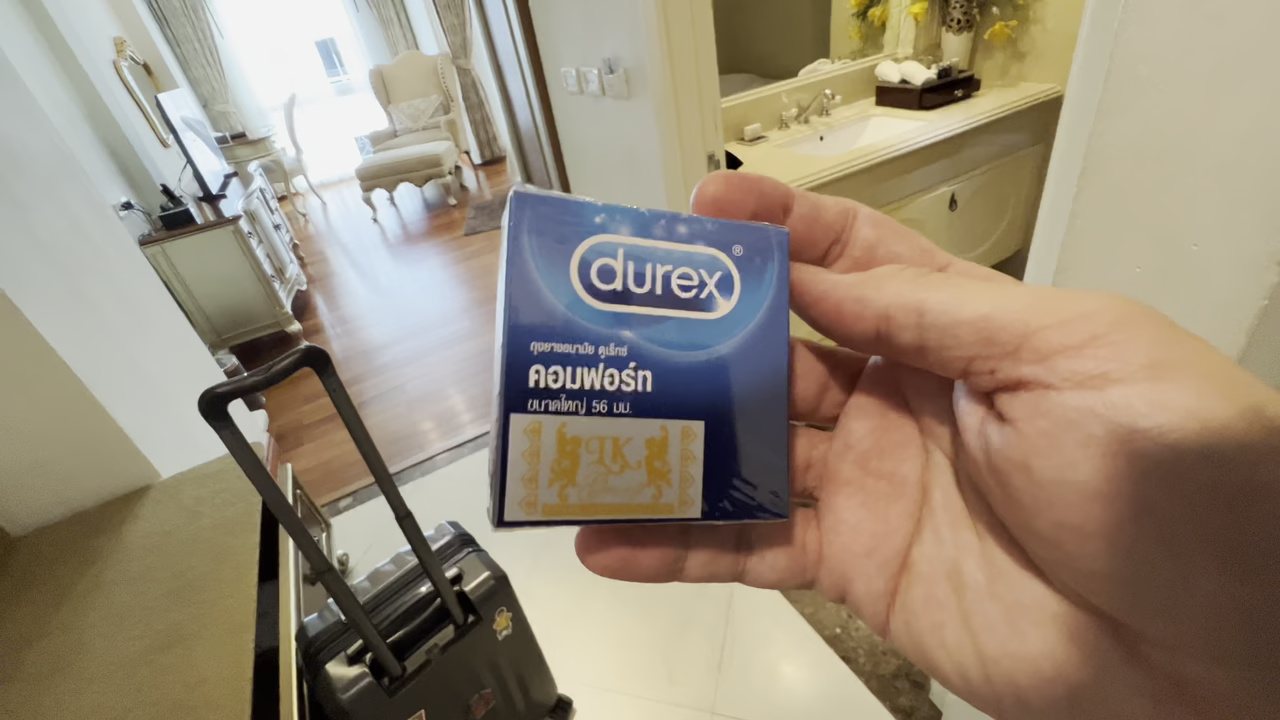 durex®
ถุงยางอนามัย ดูเร็กซ์
คอมฟอร์ท
ขนาดใหญ่ 56 มม.
LK